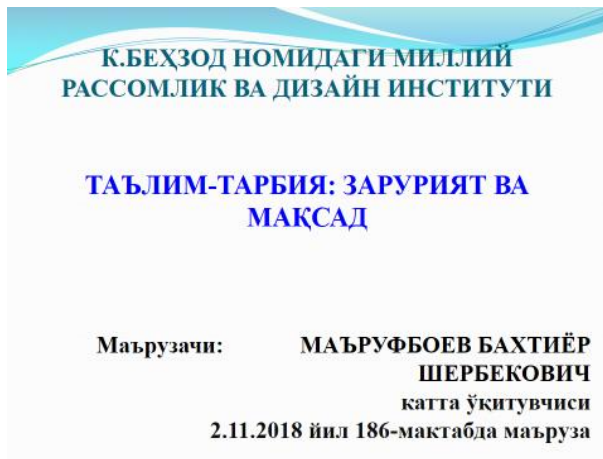 К.БЕҲЗОД НОМИДАГИ МИЛЛИЙ
РАССОМЛИК ВА ДИЗАЙН ИНСТИТУТИ
ТАЪЛИМ-ТАРБИЯ: ЗАРУРИЯТ ВА
МАҚСАД
Маърузачи: МАЪРУФБОЕВ БАХТИЁР
ШЕРБЕКОВИЧ
катта ўқитувчиси
2.11.2018 йил 186-мактабда маъруза